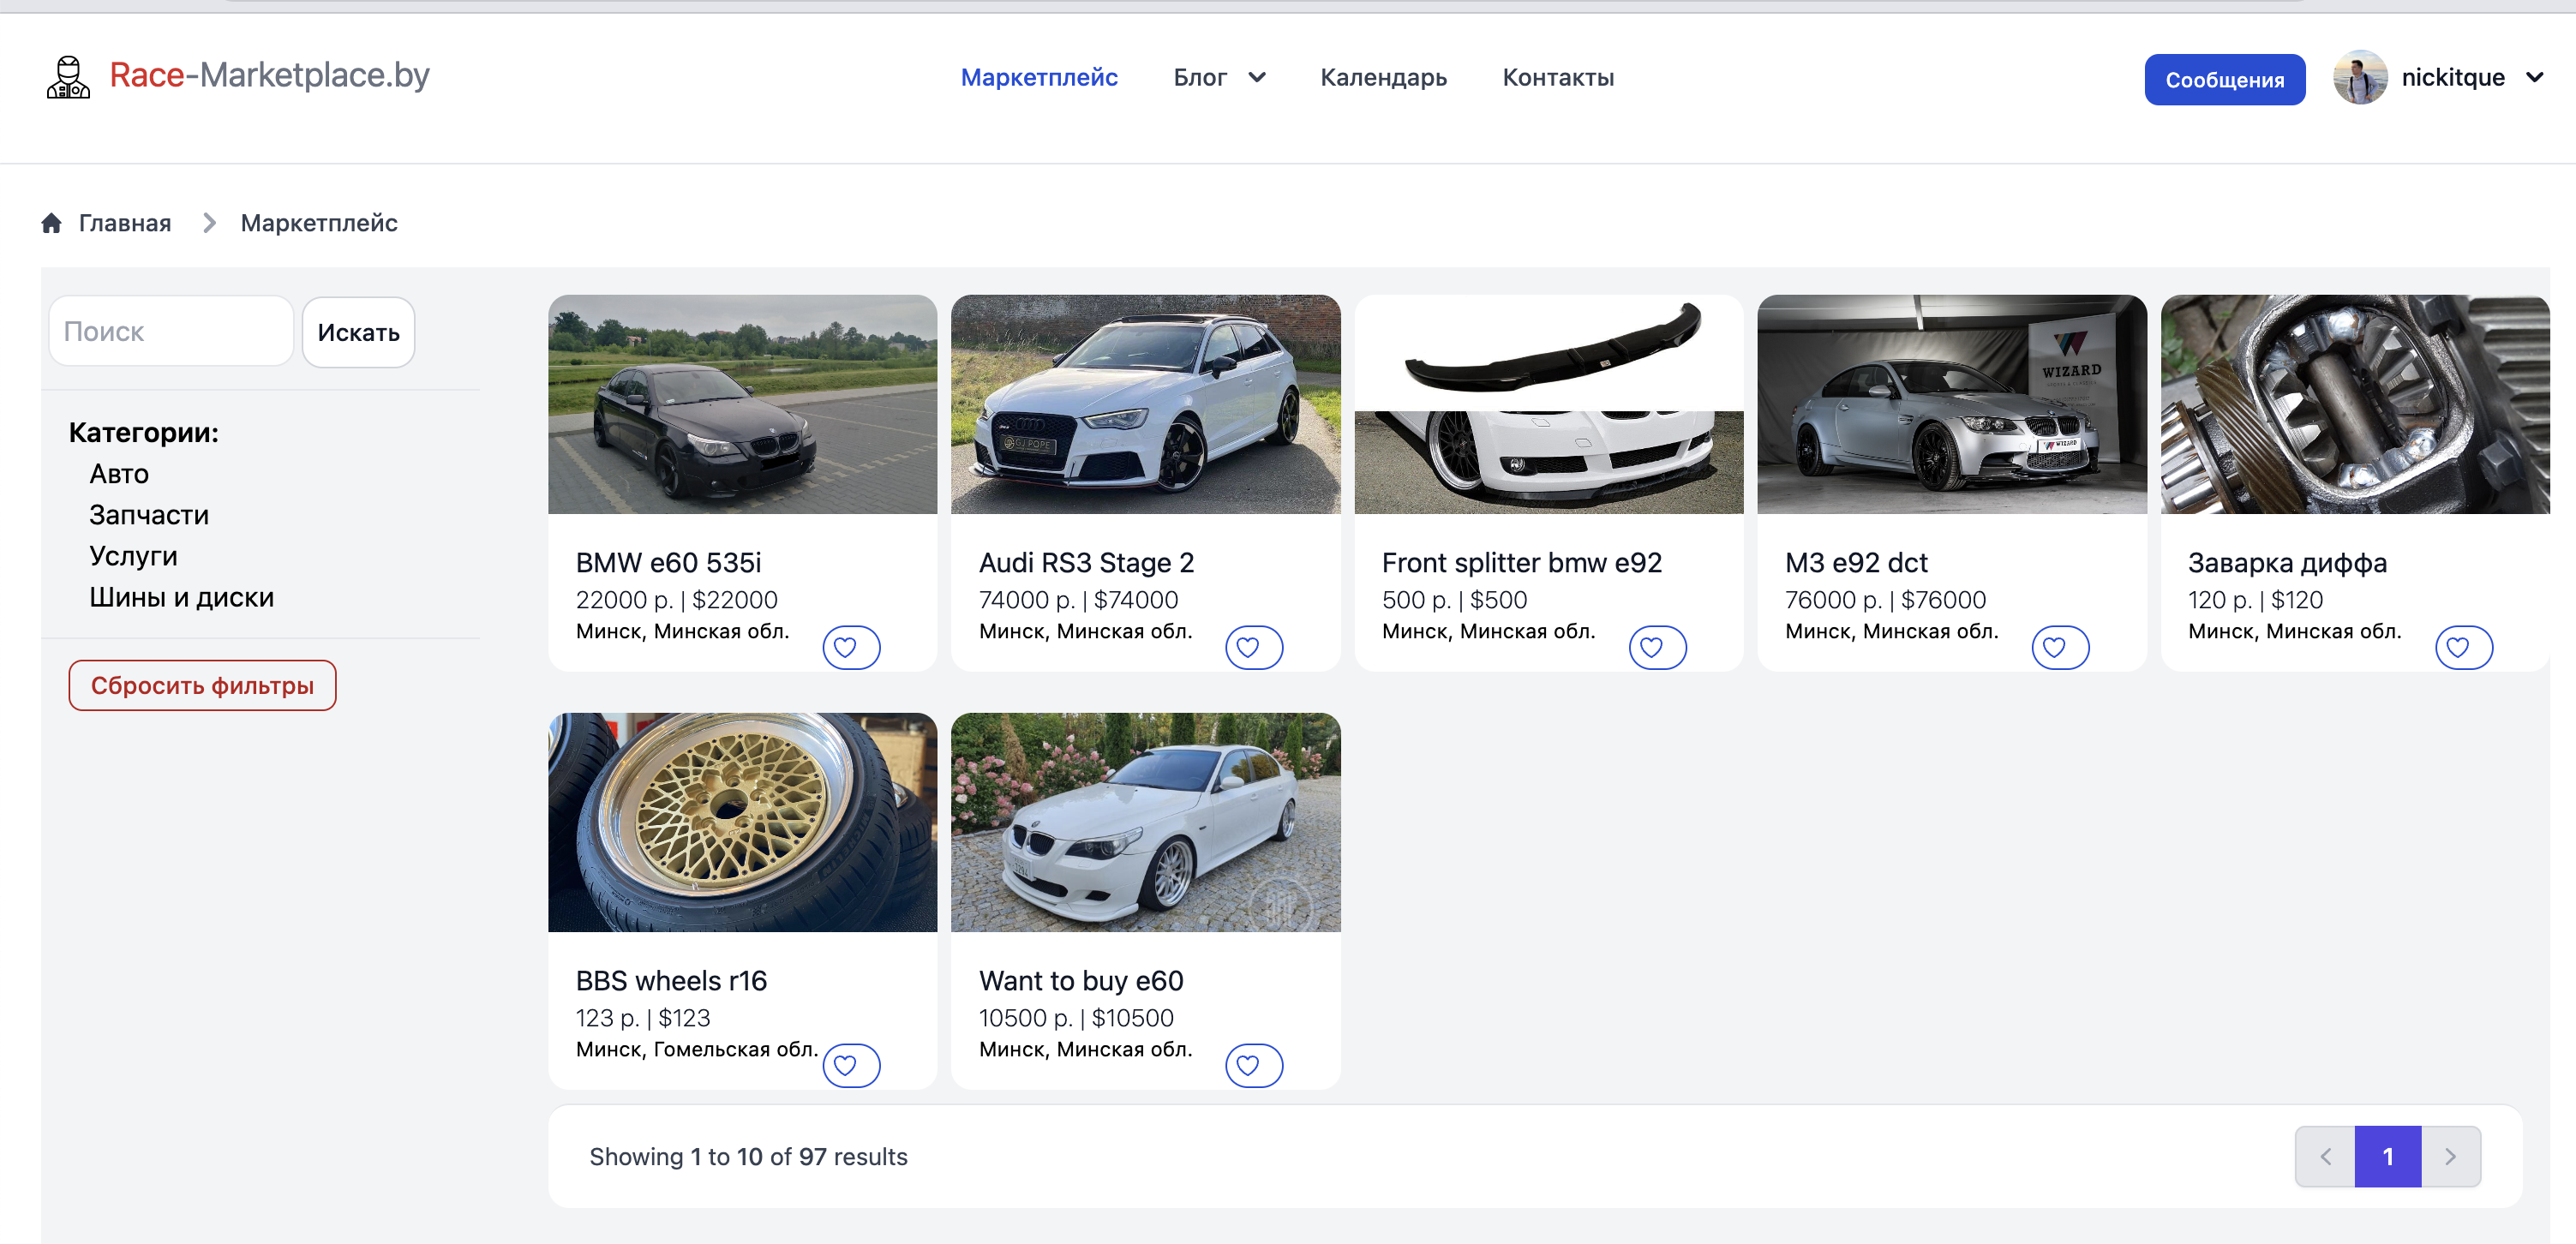 Race-Marketplace.by
Маркетплейс
Блог
Календарь
Контакты
Сообщения
nickitque
Главная
Маркетплейс
Поиск
Искать
Категории:
Авто
Запчасти
Услуги
Шины и диски
Сбросить фильтры
BMW e60 535i
22000 р. | $22000
Минск, Минская обл.
GJ POPE
Audi RS3 Stage 2
74000 р. | $74000
Минск, Минская обл.
Front splitter bmw e92
500 р. | $500
Минск, Минская обл.
WIZARD
WIZARD
M3 e92 dct
76000 р. | $76000
Минск, Минская обл.
Заварка диффа
120 р. | $120
Минск, Минская обл.
BBS wheels r16
123 р. | $123
Минск, Гомельская обл.
Want to buy e60
10500 р. | $10500
Минск, Минская обл.
Showing 1 to 10 of 97 results
1